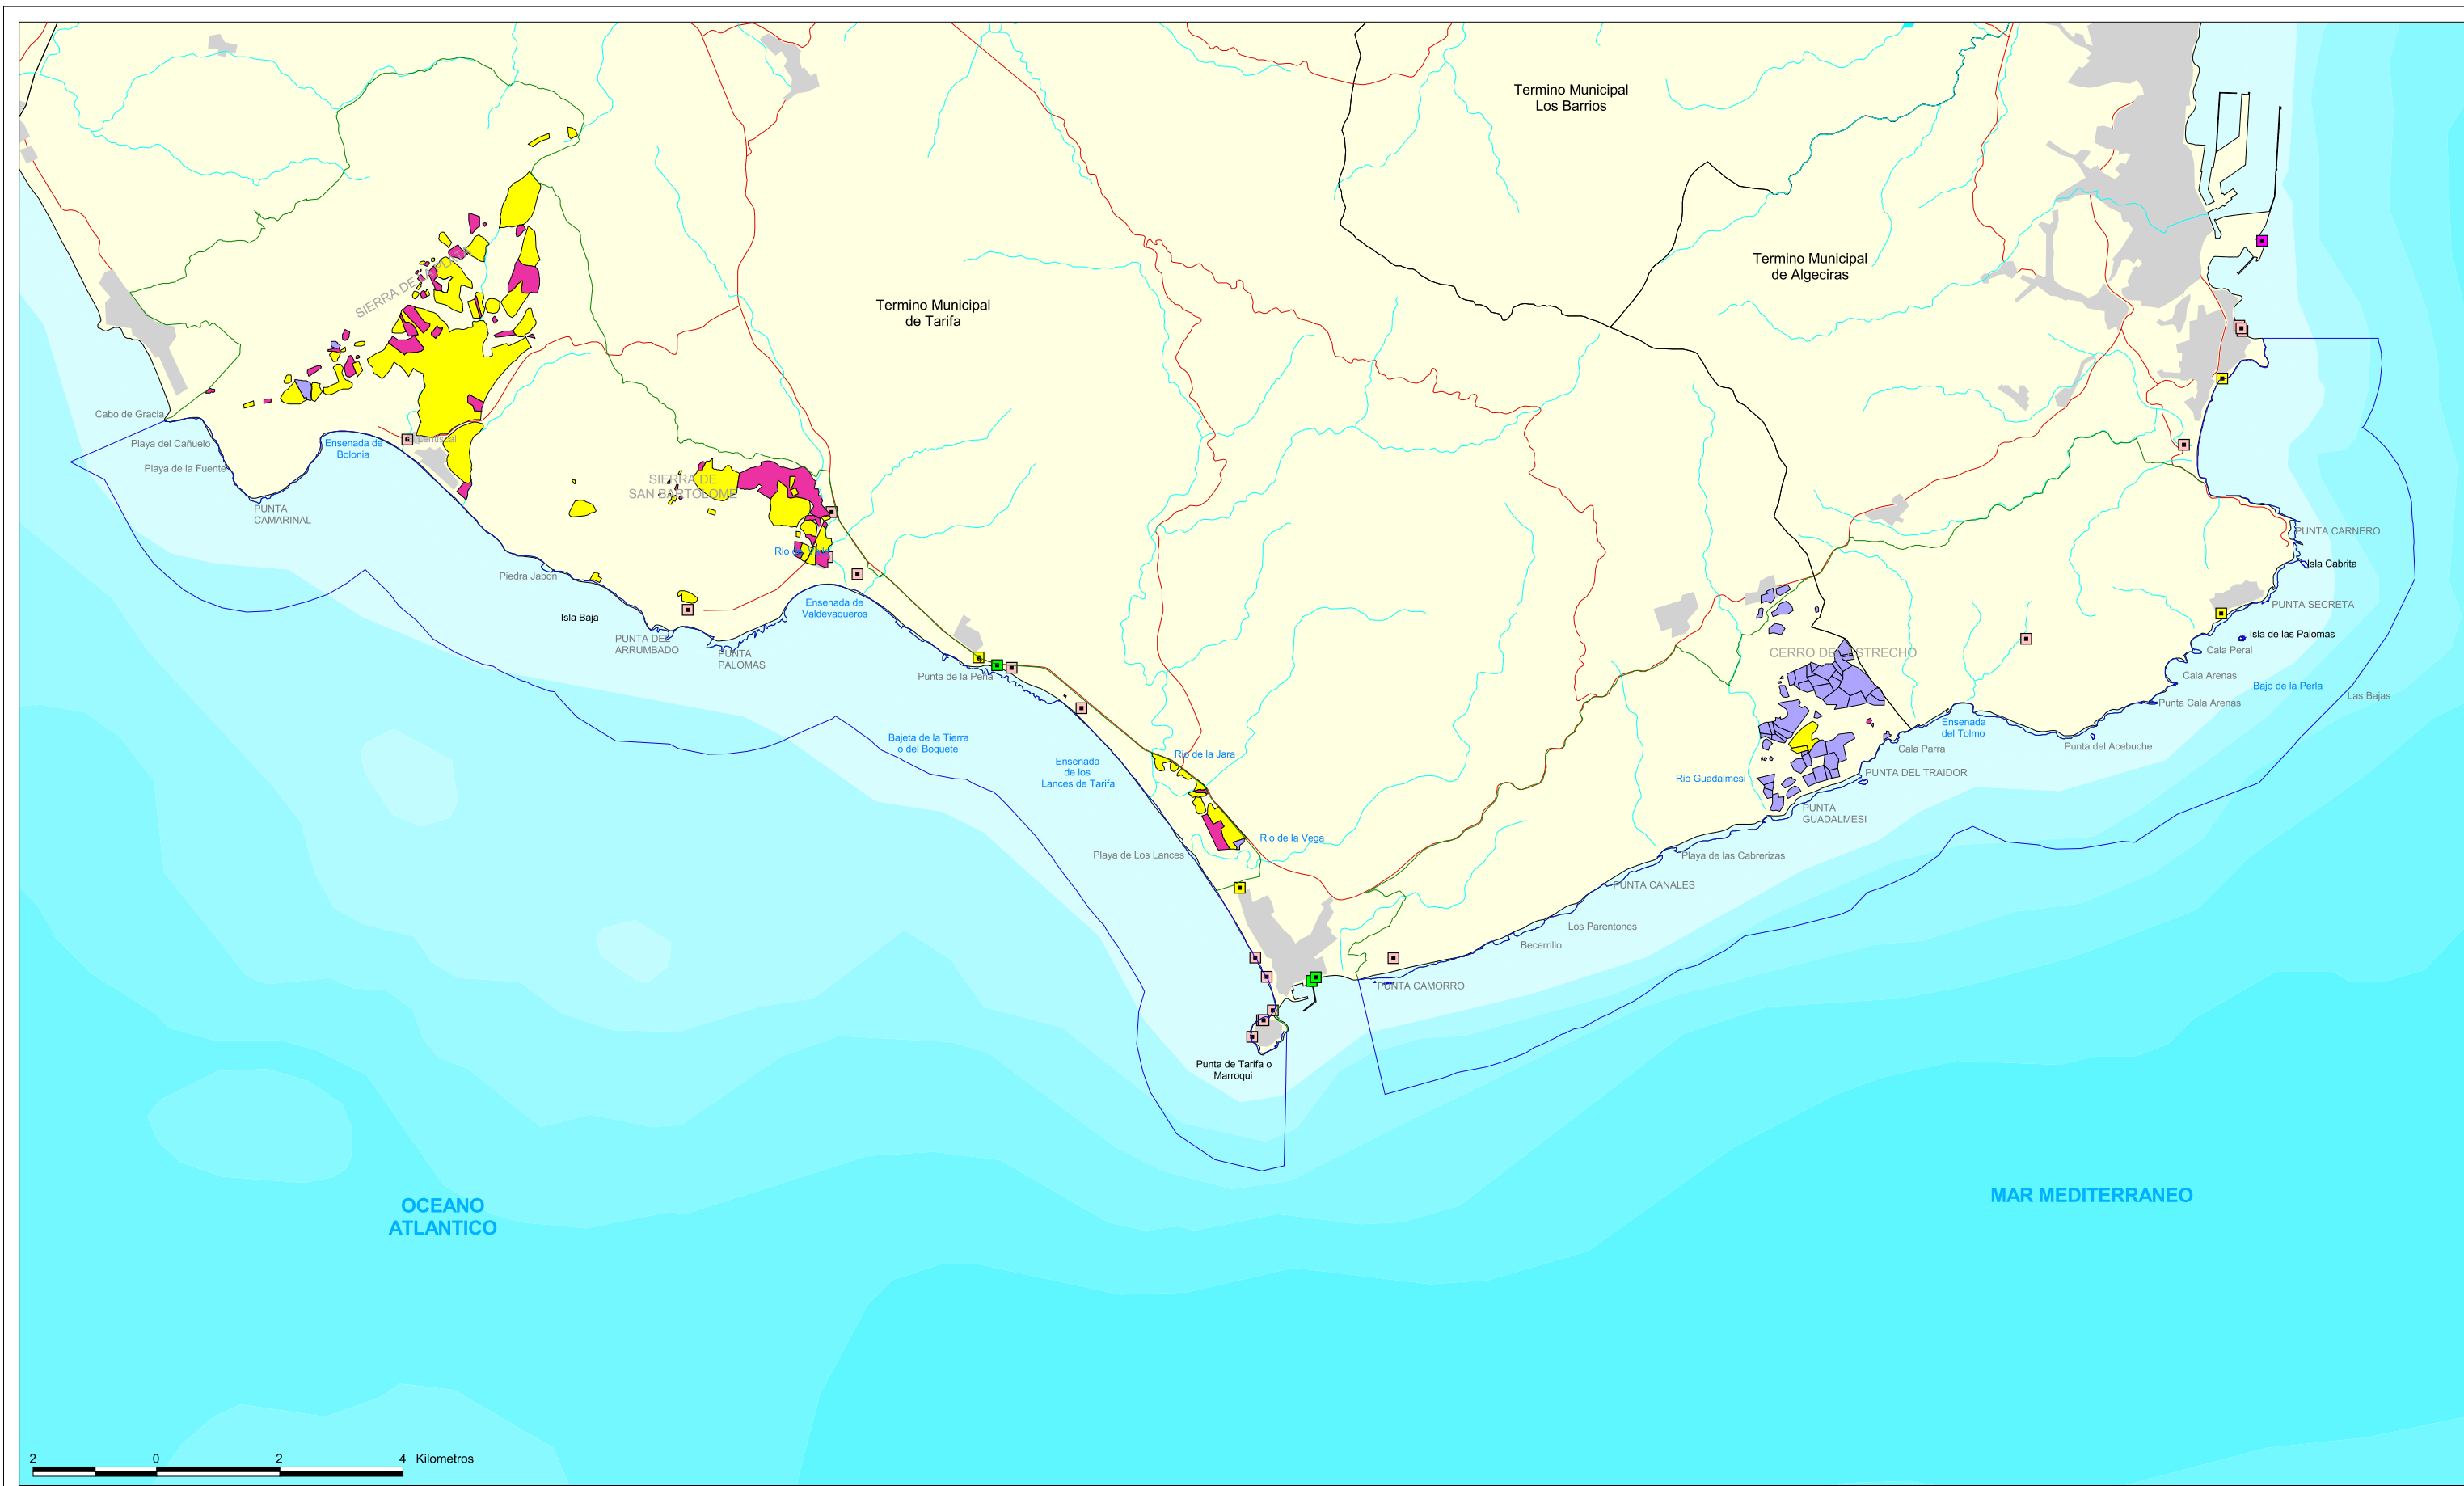 Termino Municipal
Los Barrios
Termino Municipal
de Algeciras
Termino Municipal
de Tarifa
SIERRA DE
Cabo de Gracia
Playa del Cañuelo
Playa de la Fuente
Ensenada de
Bolonia
PUNTA
CAMARINAL
SIERRA DE
SAN BARTOLOME
Piedra Jabon
Isla Baja
PUNTA DEL
ARRUMBADO
PUNTA
PALOMAS
Ensenada de
Valdevaqueros
Punta de la Peña
Bajeta de la Tierra
o del Boquete
Ensenada
de los
Lances de Tarifa
Rio de la Jara
Rio de la Vega
Playa de Los Lances
PUNTA CARNERO
Isla Cabrita
PUNTA SECRETA
Isla de las Palomas
Cala Peral
Cala Arenas
Bajo de la Perla
Las Bajas
Punta Cala Arenas
Punta del Acebuche
Ensenada
del Tolmo
Cala Parra
CERRO DEL ESTRECHO
PUNTA DEL TRAIDOR
Rio Guadalmesi
PUNTA
GUADALMESI
Playa de las Cabrerizas
PUNTA CANALES
Los Parentones
Becerrillo
PUNTA CAMORRO
Punta de Tarifa o
Marroqui
OCEANO
ATLANTICO
MAR MEDITERRANEO
2 0 2 4 Kilometros